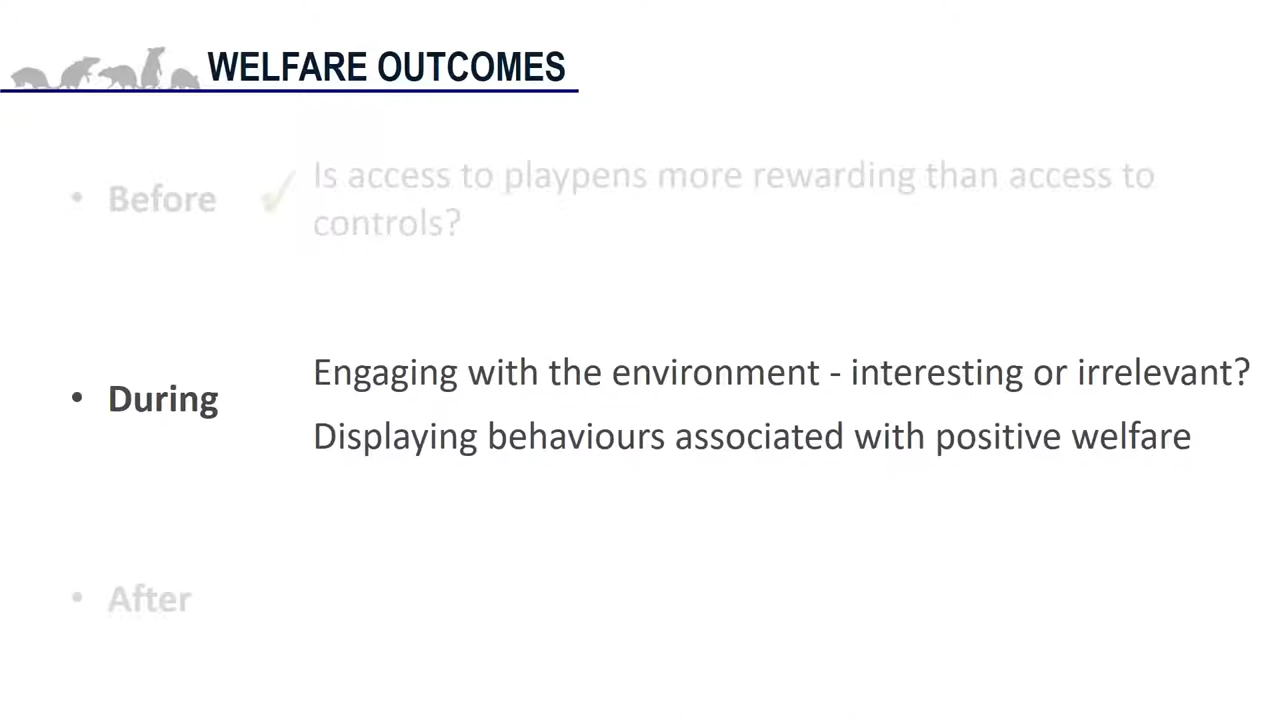 WELFARE OUTCOMES
• Before ✓ Is access to playpens more rewarding than access to
controls?
• During
Engaging with the environment - interesting or irrelevant?
Displaying behaviours associated with positive welfare
• After